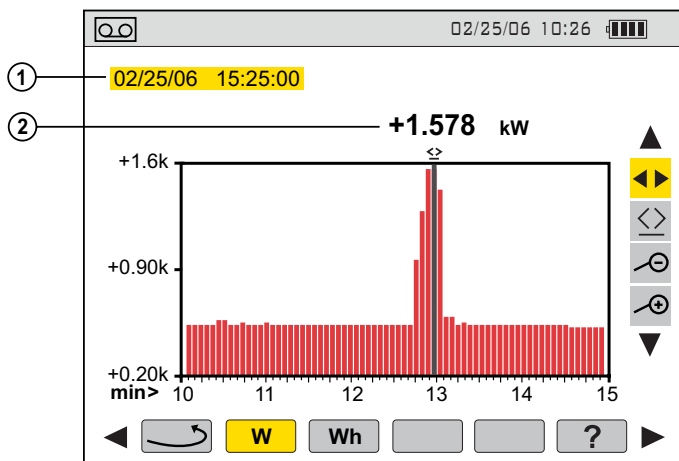 02/25/06 10:26
1
02/25/06 15:25:00
2
+1.578 kW
<>
+1.6k
<>
+0.90k
+0.20k
min> 10 11 12 13 14 15
W Wh ?